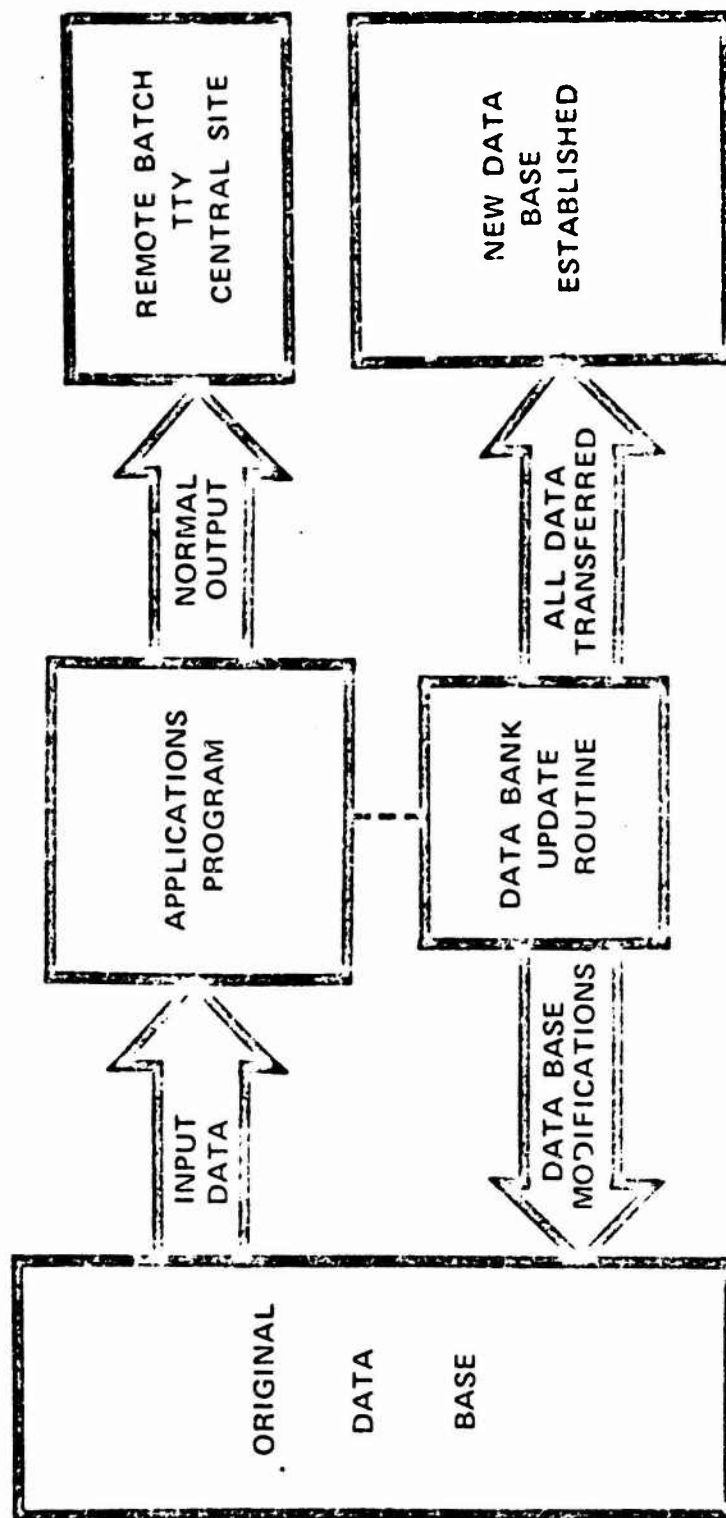 ORIGINAL
DATA
BASE
INPUT
DATA
APPLICATIONS
PROGRAM
NORMAL
OUTPUT
REMOTE BATCH
TTY
CENTRAL SITE
DATA BASE
MODIFICATIONS
DATA BANK
UPDATE
ROUTINE
ALL DATA
TRANSFERRED
NEW DATA
BASE
ESTABLISHED